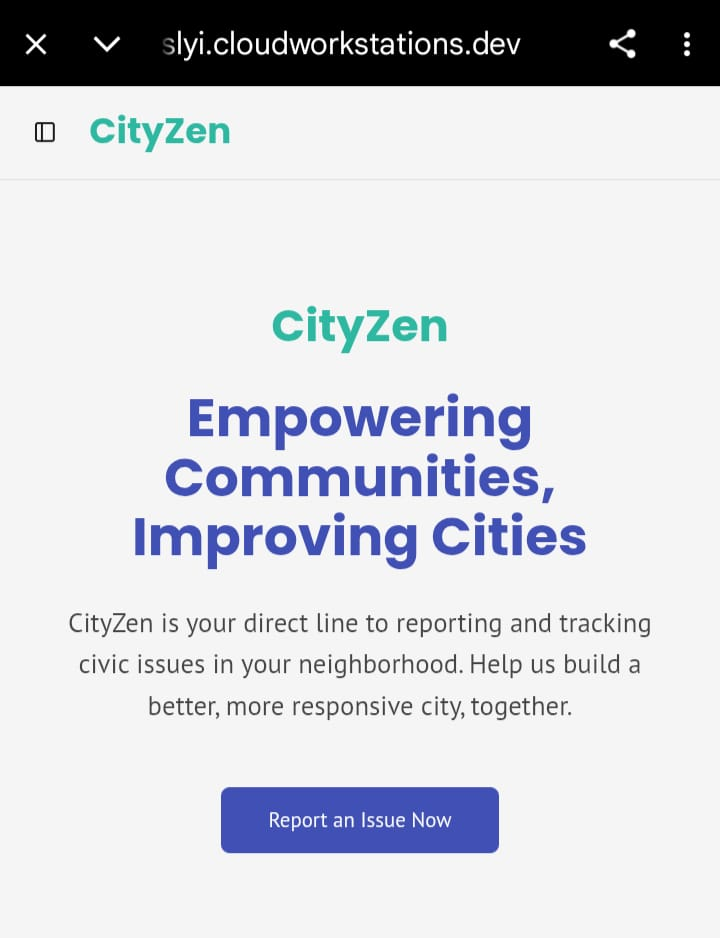 slyi.cloudworkstations.dev
CityZen
CityZen
Empowering
Communities,
Improving Cities
CityZen is your direct line to reporting and tracking
civic issues in your neighborhood. Help us build a
better, more responsive city, together.
Report an Issue Now